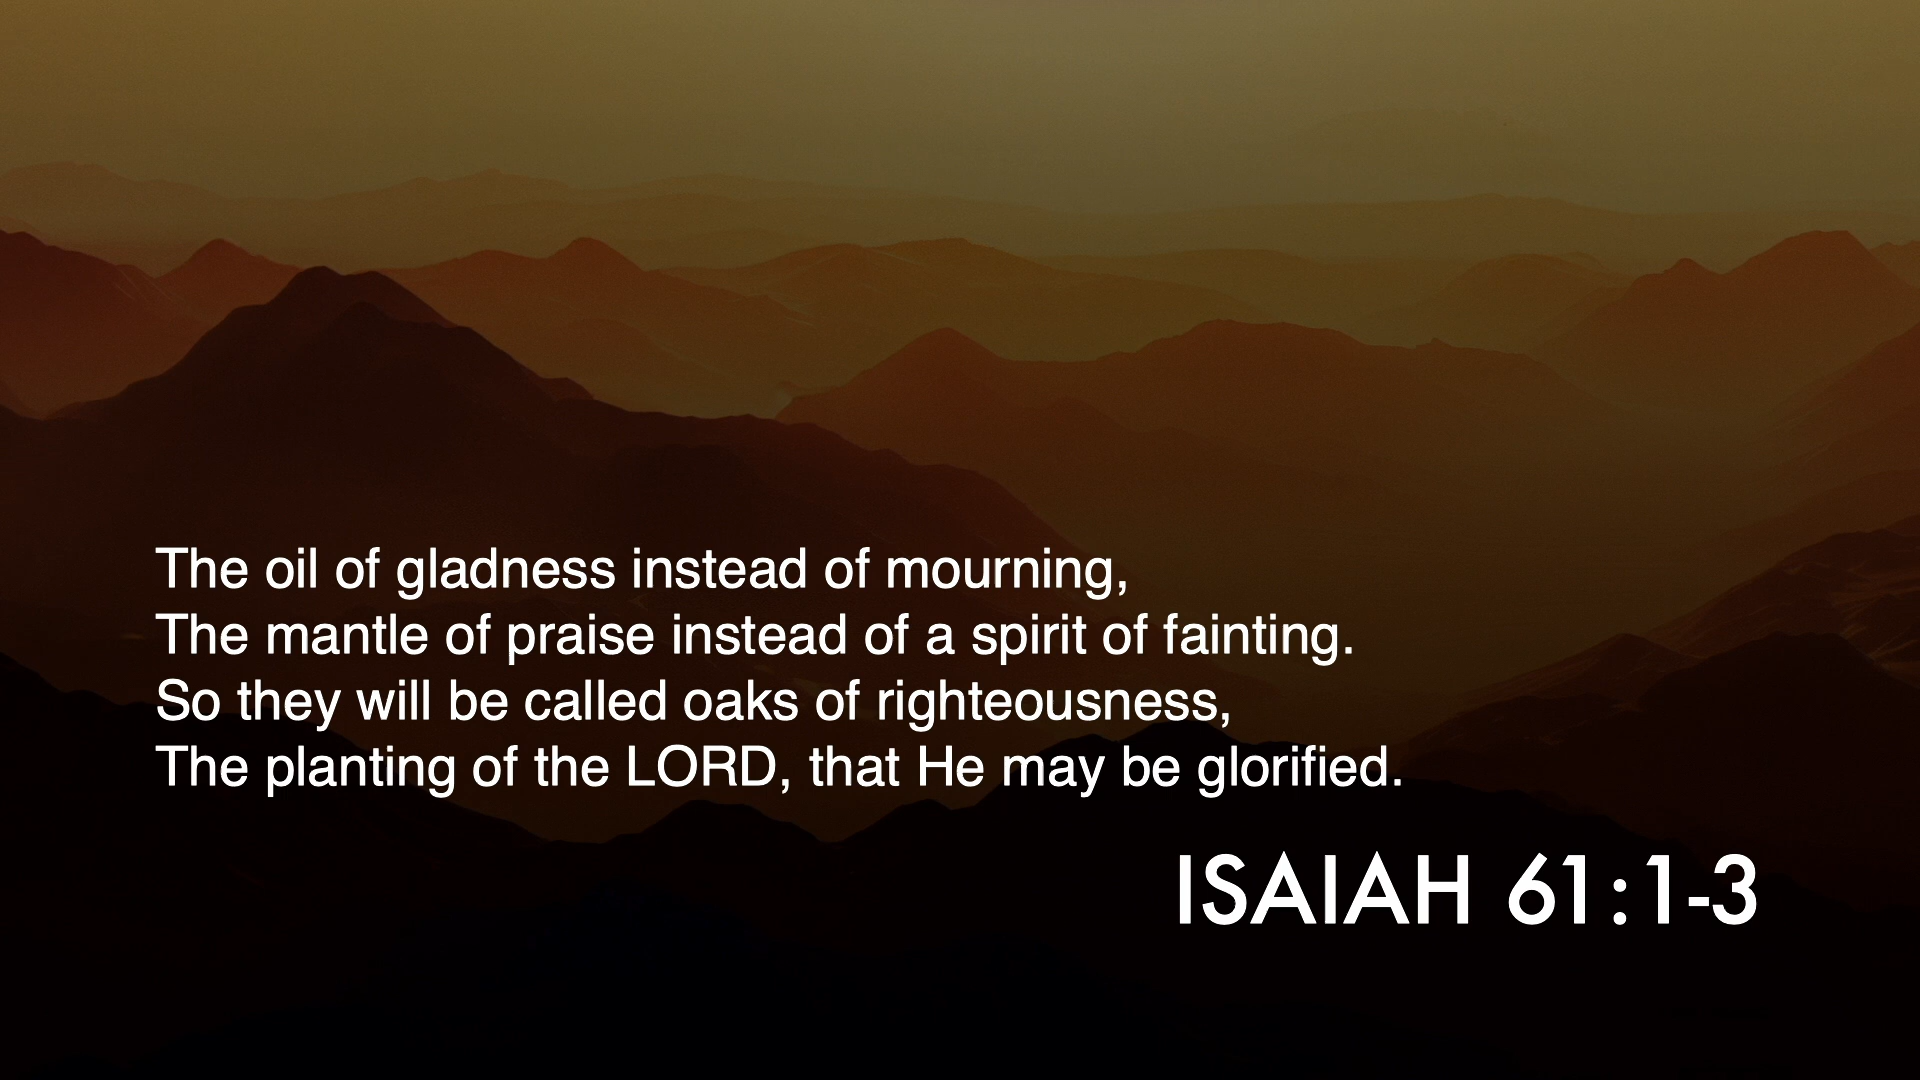 The oil of gladness instead of mourning,
The mantle of praise instead of a spirit of fainting.
So they will be called oaks of righteousness,
The planting of the LORD, that He may be glorified.
ISAIAH 61:1-3